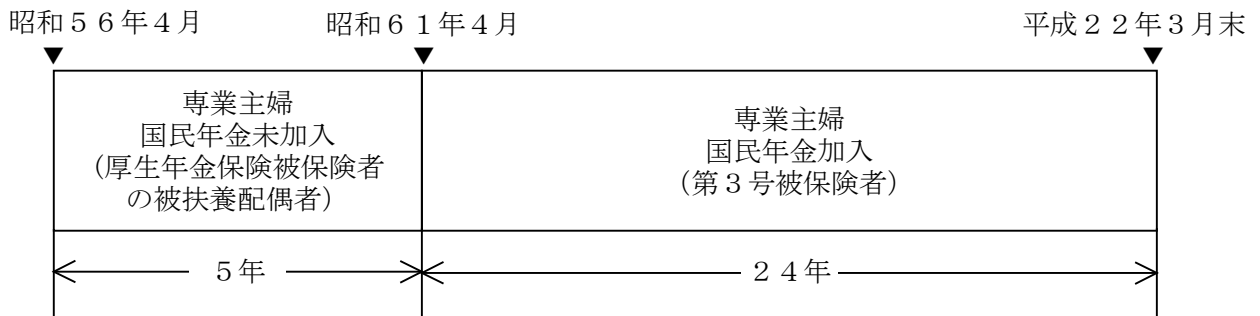 昭和５６年４月
昭和６１年４月
平成２２年３月末
専業主婦
国民年金未加入
（厚生年金保険被保険者
の被扶養配偶者）
専業主婦
国民年金加入
（第３号被保険者）
５年
２４年